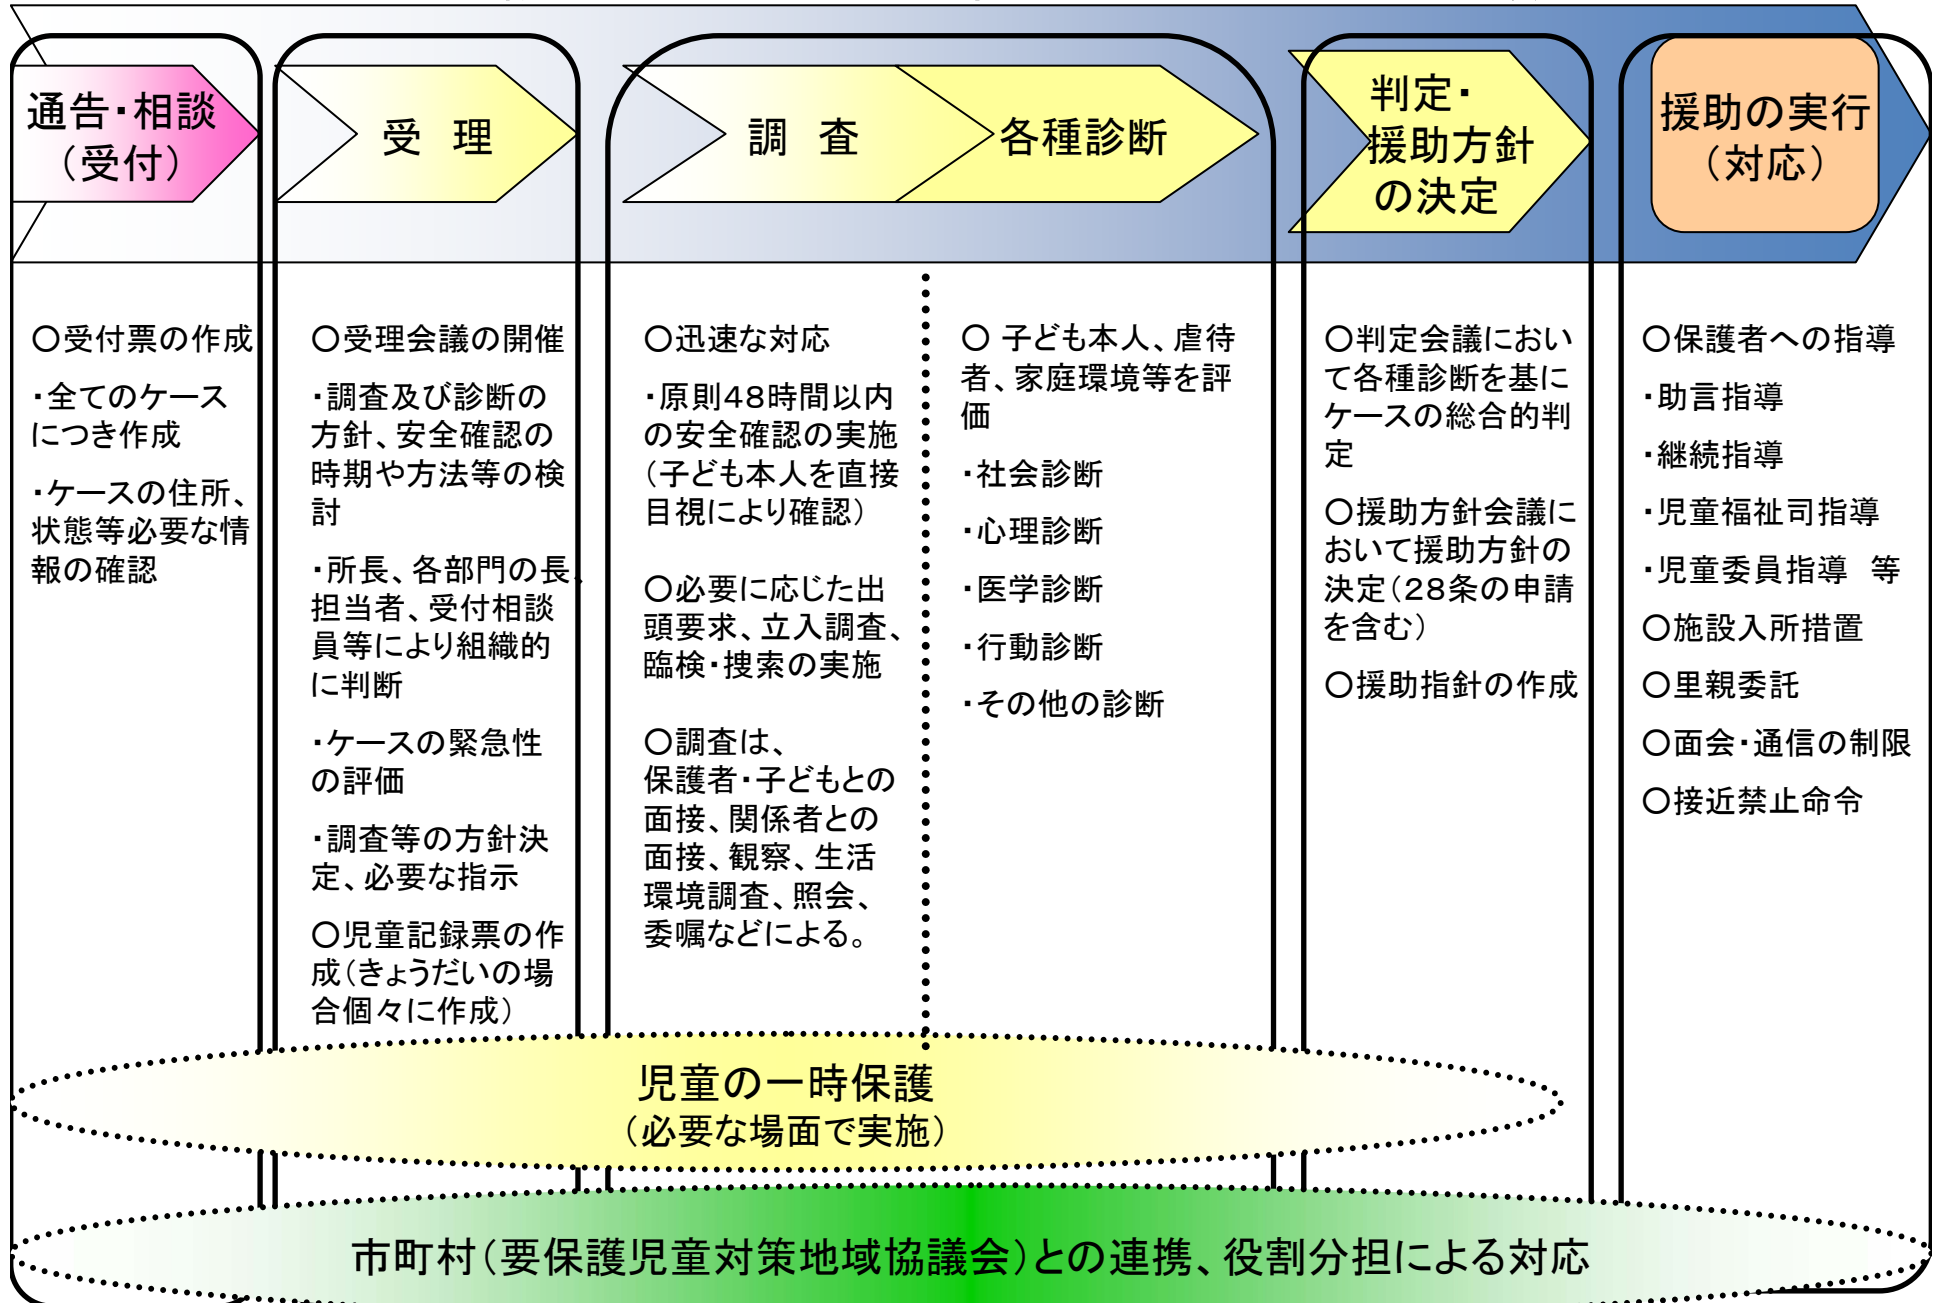 通告・相談
（受付）
受　理
調　査
各種診断
判定・
援助方針
の決定
援助の実行
（対応）
○受付票の作成
・全てのケース
につき作成
・ケースの住所、
状態等必要な情
報の確認
○受理会議の開催
・調査及び診断の
方針、安全確認の
時期や方法等の検
討
・所長、各部門の長、
担当者、受付相談
員等により組織的
に判断
・ケースの緊急性
の評価
・調査等の方針決
定、必要な指示
○児童記録票の作
成（きょうだいの場
合個々に作成）
○迅速な対応
・原則４８時間以内
の安全確認の実施
（子ども本人を直接
目視により確認）
○必要に応じた出
頭要求、立入調査、
臨検・捜索の実施
○調査は、
保護者・子どもとの
面接、関係者との
面接、観察、生活
環境調査、照会、
委嘱などによる。
○ 子ども本人、虐待
者、家庭環境等を評
価
・社会診断
・心理診断
・医学診断
・行動診断
・その他の診断
○判定会議におい
て各種診断を基に
ケースの総合的判
定
○援助方針会議に
おいて援助方針の
決定（２８条の申請
を含む）
○援助指針の作成
○保護者への指導
・助言指導
・継続指導
・児童福祉司指導
・児童委員指導　等
○施設入所措置
○里親委託
○面会・通信の制限
○接近禁止命令
児童の一時保護
（必要な場面で実施）
市町村（要保護児童対策地域協議会）との連携、役割分担による対応